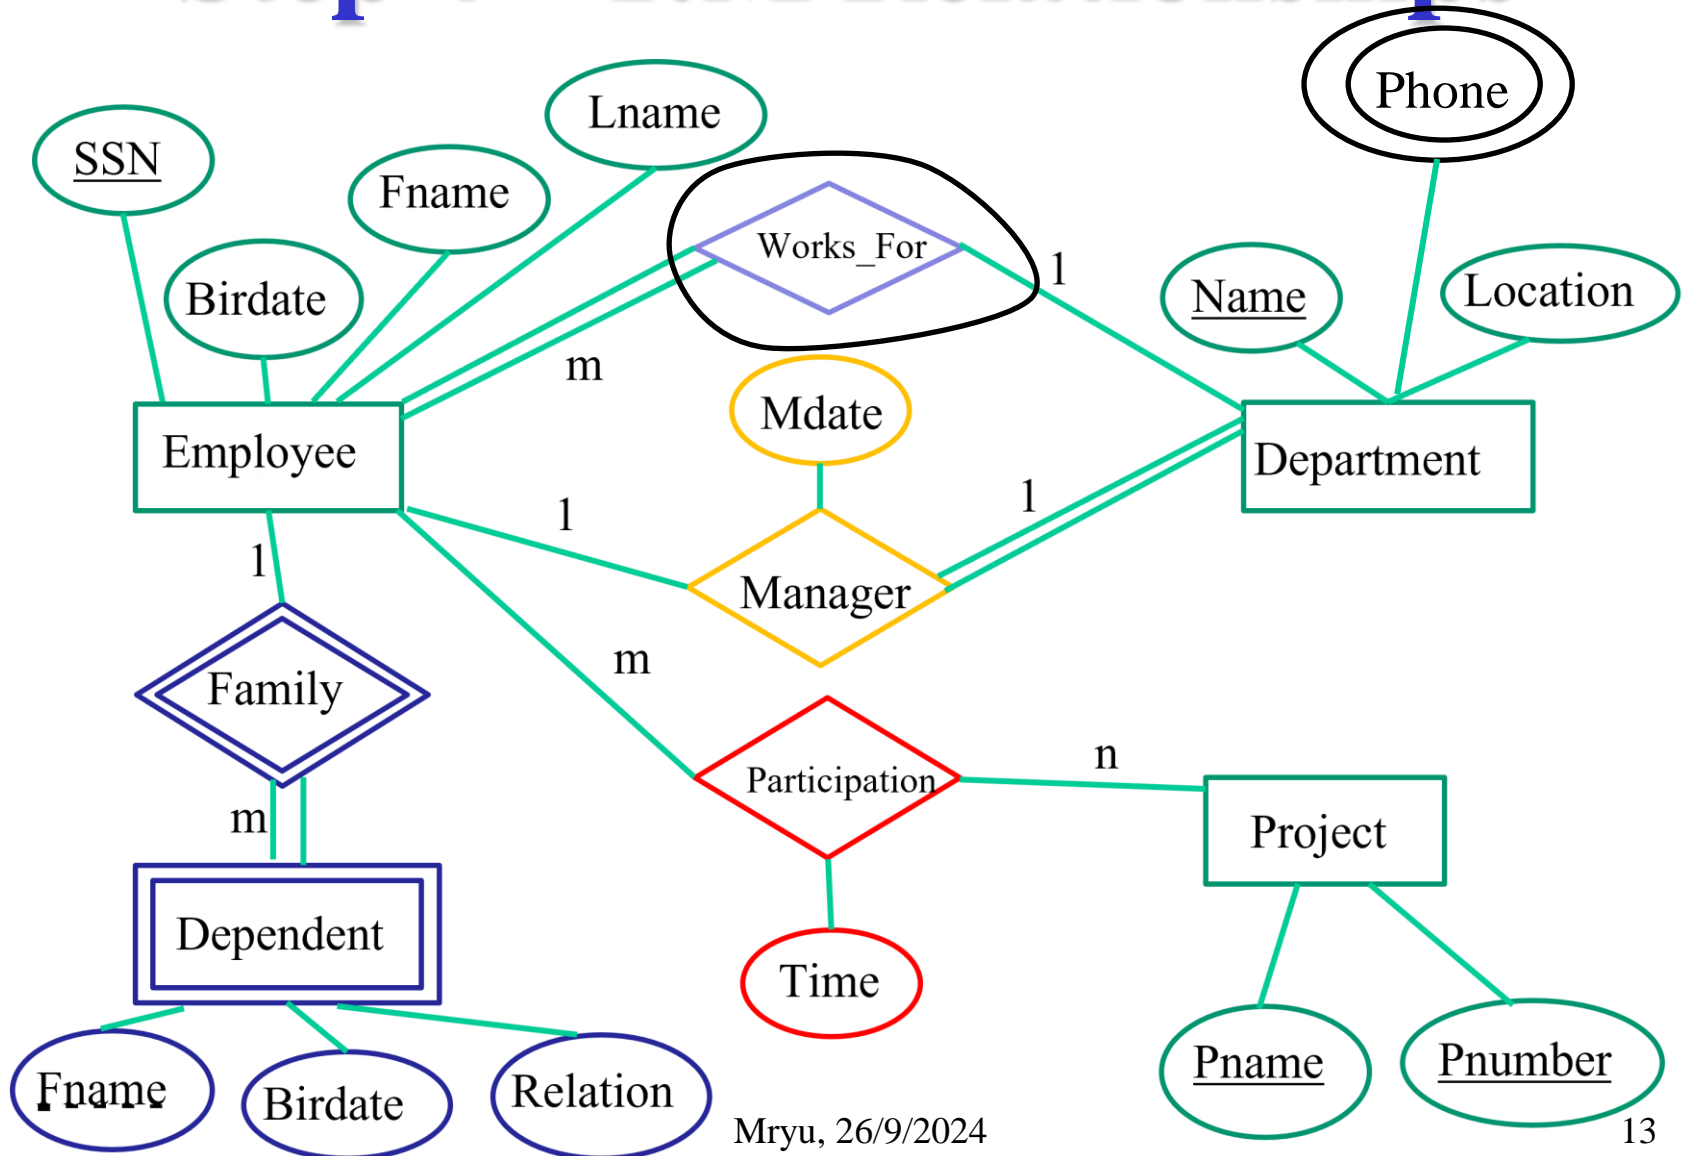 Phone
Lname
SSN
Fname
Works_For
1
Name
Location
Birdate
m
Mdate
Employee
Department
1
1
1
Manager
m
Family
n
Participation
m
Project
Dependent
Time
Pname
Pnumber
Fname
Birdate
Relation
Mryu, 26/9/2024
13